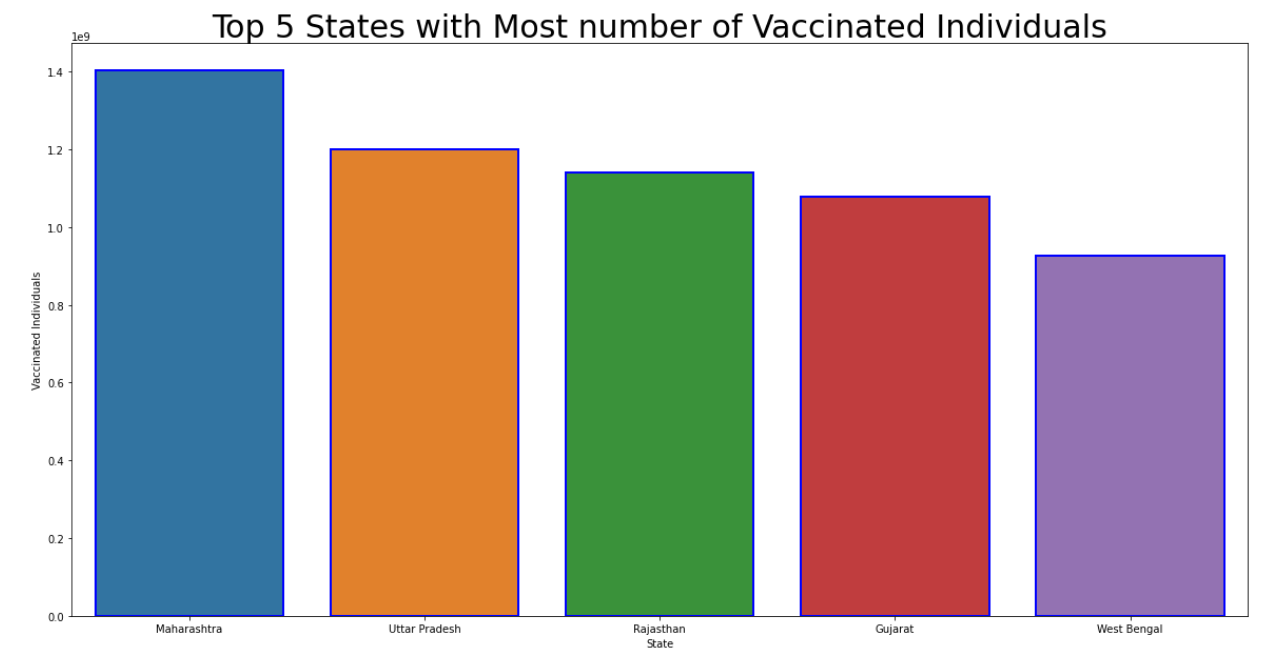 Top 5 States with Most number of Vaccinated Individuals
1e9
1.4
1.2
1.0
0.8
0.6
0.4
0.2
0.0
Vaccinated Individuals
Maharashtra Uttar Pradesh Rajasthan Gujarat West Bengal
State